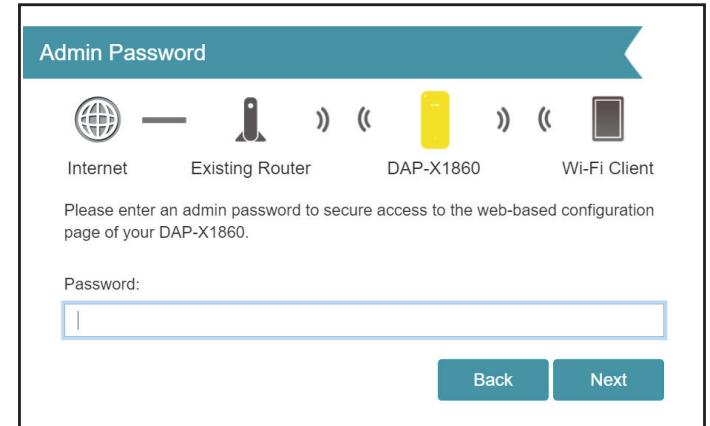 Admin Password
Internet Existing Router DAP-X1860 Wi-Fi Client
Please enter an admin password to secure access to the web-based configuration
page of your DAP-X1860.
Password:
Back Next